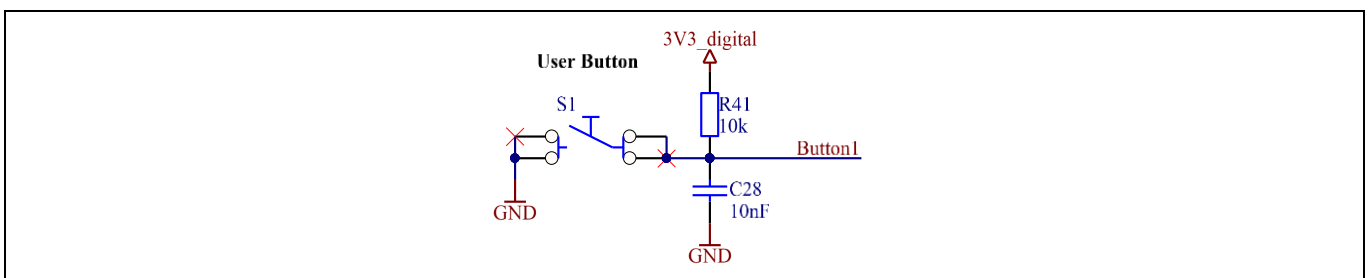 3V3_digital
User Button
S1
R41
10k
Button1
C28
10nF
GND
GND